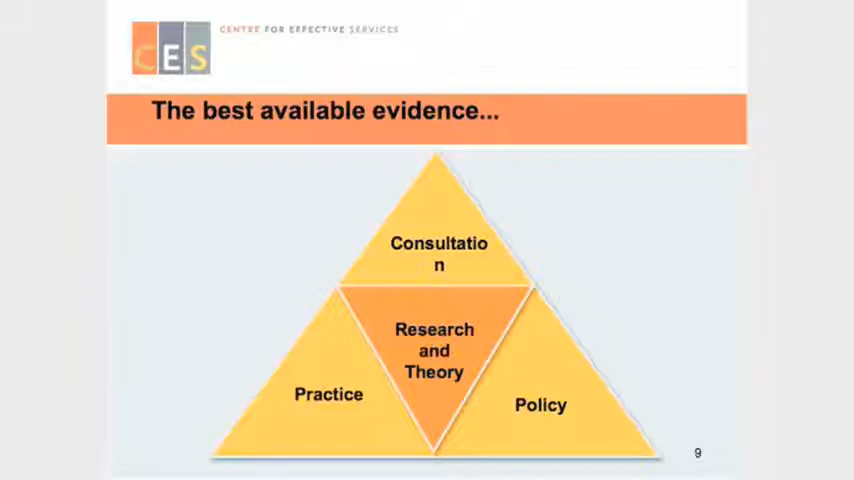 CES
CENTRE FOR EFFECTIVE SERVICES
The best available evidence...
Consultatio
n
Research
and
Theory
Practice
Policy
9